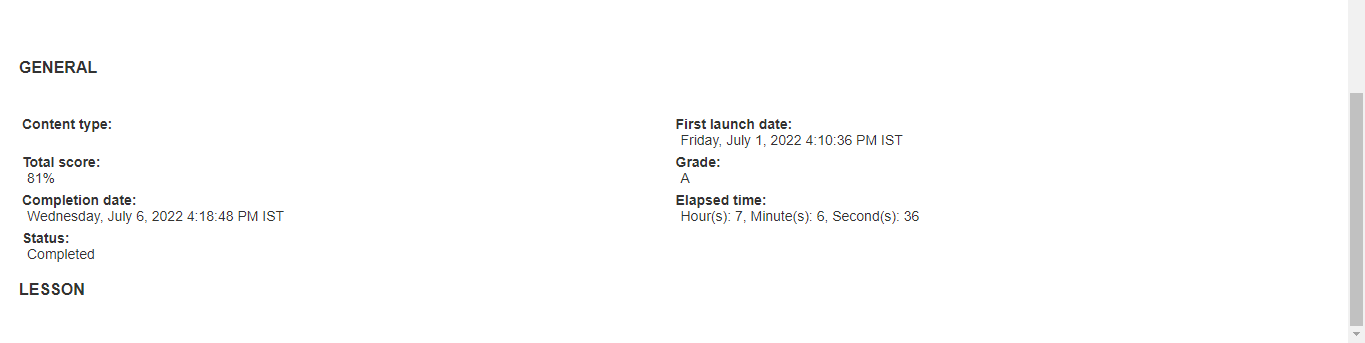 GENERAL
Content type:
First launch date:
Friday, July 1, 2022 4:10:36 PM IST
Total score:
81%
Grade:
A
Completion date:
Wednesday, July 6, 2022 4:18:48 PM IST
Elapsed time:
Hour(s): 7, Minute(s): 6, Second(s): 36
Status:
Completed
LESSON